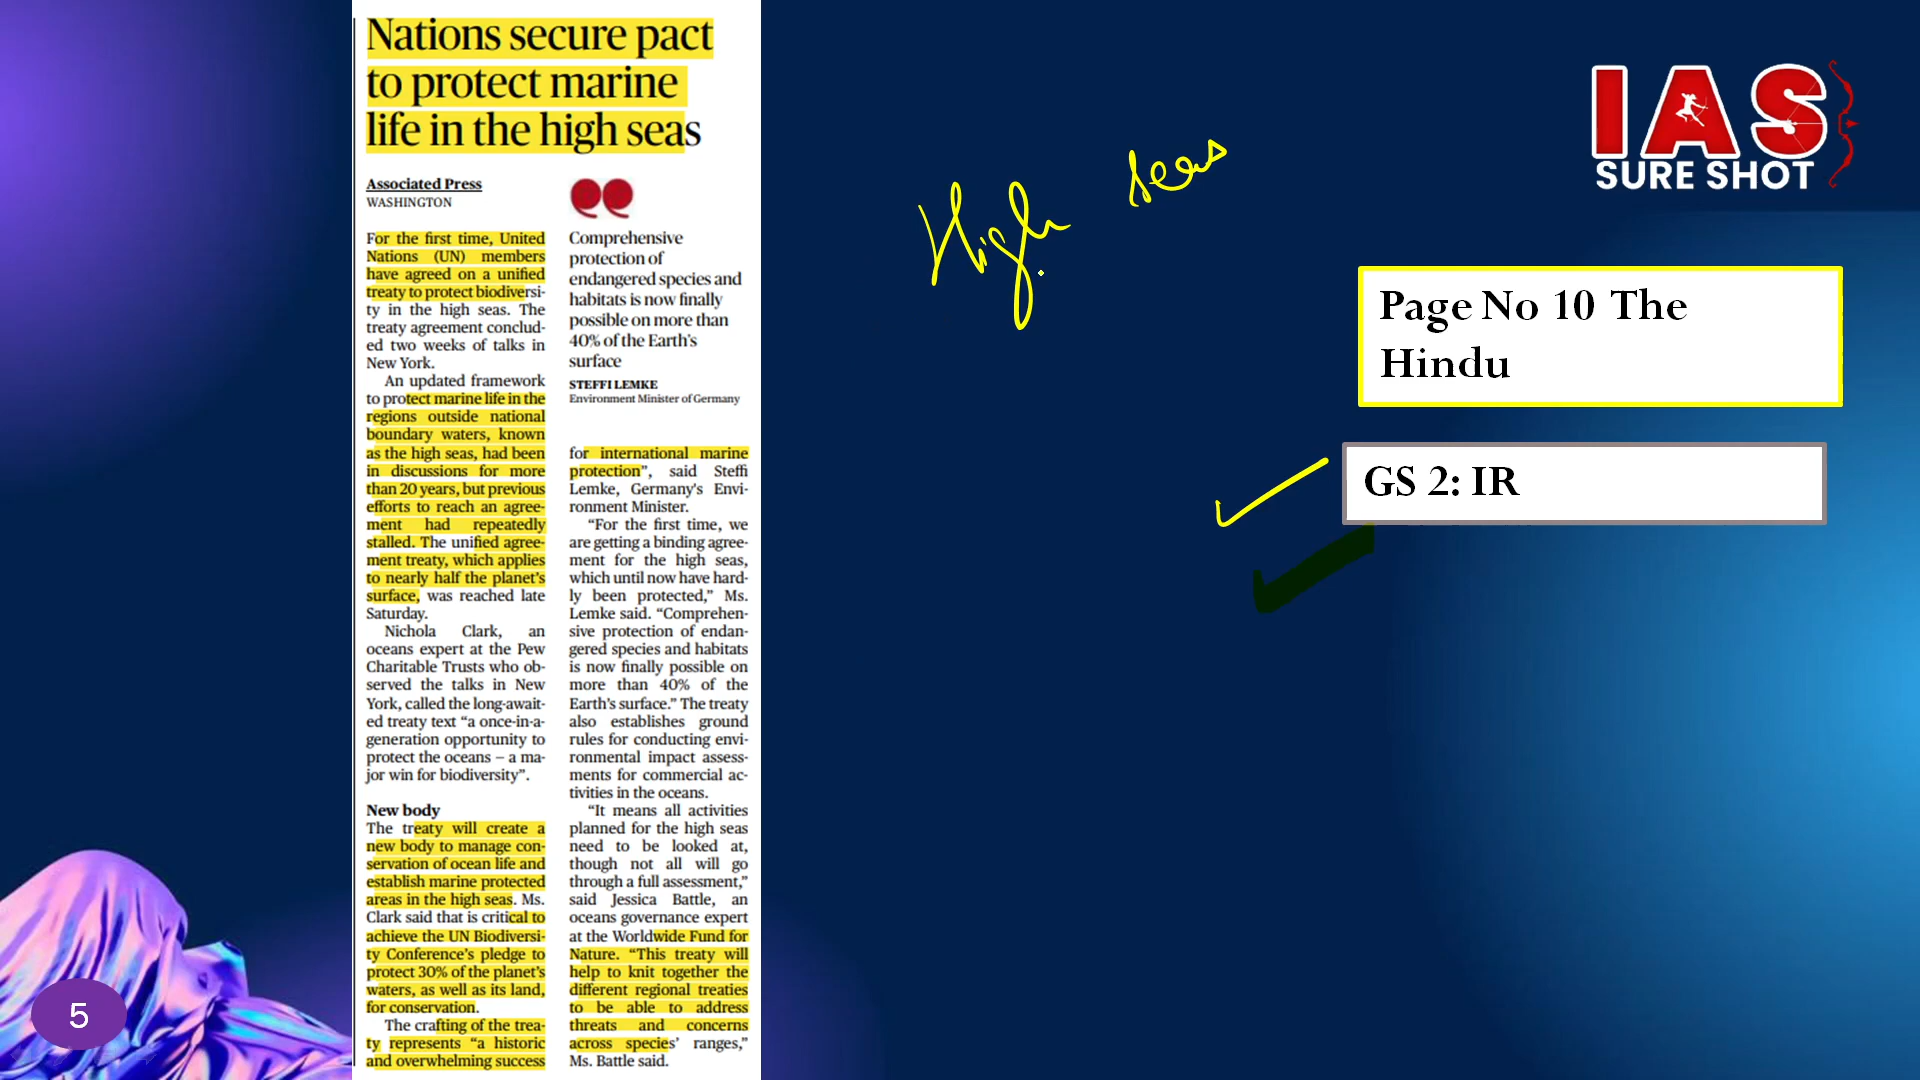 Nations secure pact
to protect marine
life in the high seas
Associated Press
WASHINGTON
For the first time, United
Nations (UN) members
have agreed on a unified
treaty to protect biodiversi-
ty in the high seas. The
treaty agreement conclud-
ed two weeks of talks in
New York.
An updated framework
to protect marine life in the
regions outside national
boundary waters, known
as the high seas, had been
in discussions for more
than 20 years, but previous
efforts to reach an agree-
ment had repeatedly
stalled. The unified agree-
ment treaty, which applies
to nearly half the planet's
surface, was reached late
Saturday.
Nichola Clark, an
oceans expert at the Pew
Charitable Trusts who ob-
served the talks in New
York, called the long-await-
ed treaty text “a once-in-a-
generation opportunity to
protect the oceans – a ma-
jor win for biodiversity”.
New body
The treaty will create a
new body to manage con-
servation of ocean life and
establish marine protected
areas in the high seas. Ms.
Clark said that is critical to
achieve the UN Biodiversi-
ty Conference's pledge to
protect 30% of the planet's
waters, as well as its land,
for conservation.
The crafting of the trea-
ty represents “a historic
and overwhelming success
Comprehensive
protection of
endangered species and
habitats is now finally
possible on more than
40% of the Earth's
surface
STEFFI LEMKE
Environment Minister of Germany
for international marine
protection”, said Steffi
Lemke, Germany's Envi-
ronment Minister.
“For the first time, we
are getting a binding agree-
ment for the high seas,
which until now have hard-
ly been protected,” Ms.
Lemke said. “Comprehen-
sive protection of endan-
gered species and habitats
is now finally possible on
more than 40% of the
Earth's surface.” The treaty
also establishes ground
rules for conducting envi-
ronmental impact assess-
ments for commercial ac-
tivities in the oceans.
“It means all activities
planned for the high seas
need to be looked at,
though not all will go
through a full assessment,”
said Jessica Battle, an
oceans governance expert
at the Worldwide Fund for
Nature. “This treaty will
help to knit together the
different regional treaties
to be able to address
threats and concerns
across species' ranges,”
Ms. Battle said.
High seas
IAS
SURE SHOT
Page No 10 The
Hindu
GS 2: IR
5